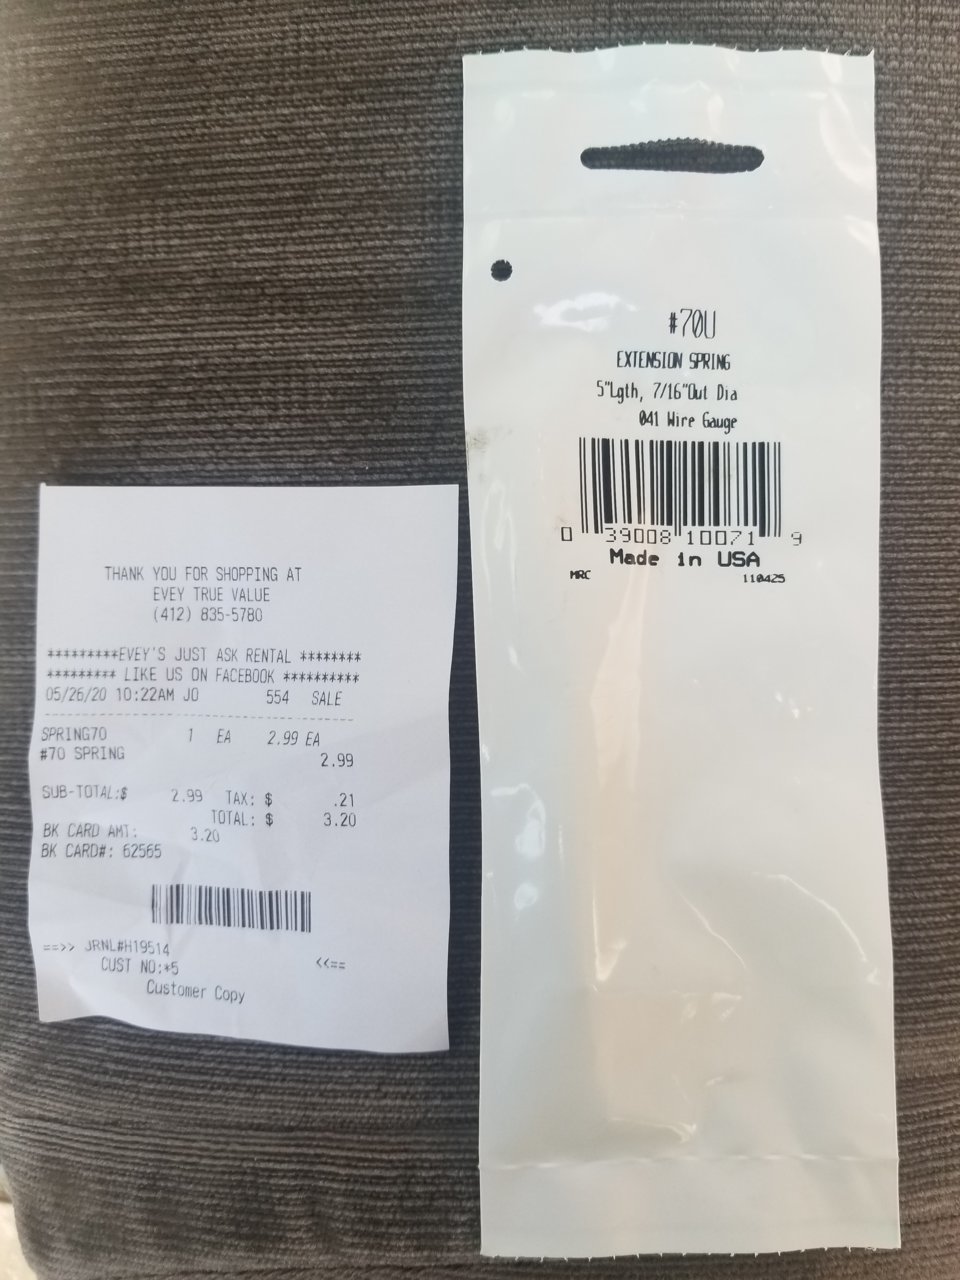 THANK YOU FOR SHOPPING AT
EVEY TRUE VALUE
(412) 835-5780
*********EVEY'S JUST ASK RENTAL ********
********* LIKE US ON FACEBOOK **********
05/26/20 10:22AM JO 554 SALE
----------------------------------------
SPRING70 1 EA 2.99 EA
#70 SPRING 2.99
SUB-TOTAL:$ 2.99 TAX: $ .21
TOTAL: $ 3.20
BK CARD AMT: 3.20
BK CARD#: 62565
==>> JRNL#H19514 <<==
CUST NO:*5
Customer Copy
#70U
EXTENSION SPRING
5"Lgth, 7/16"Out Dia
041 Wire Gauge
0 39008 10071 9
Made in USA
MRC 110425